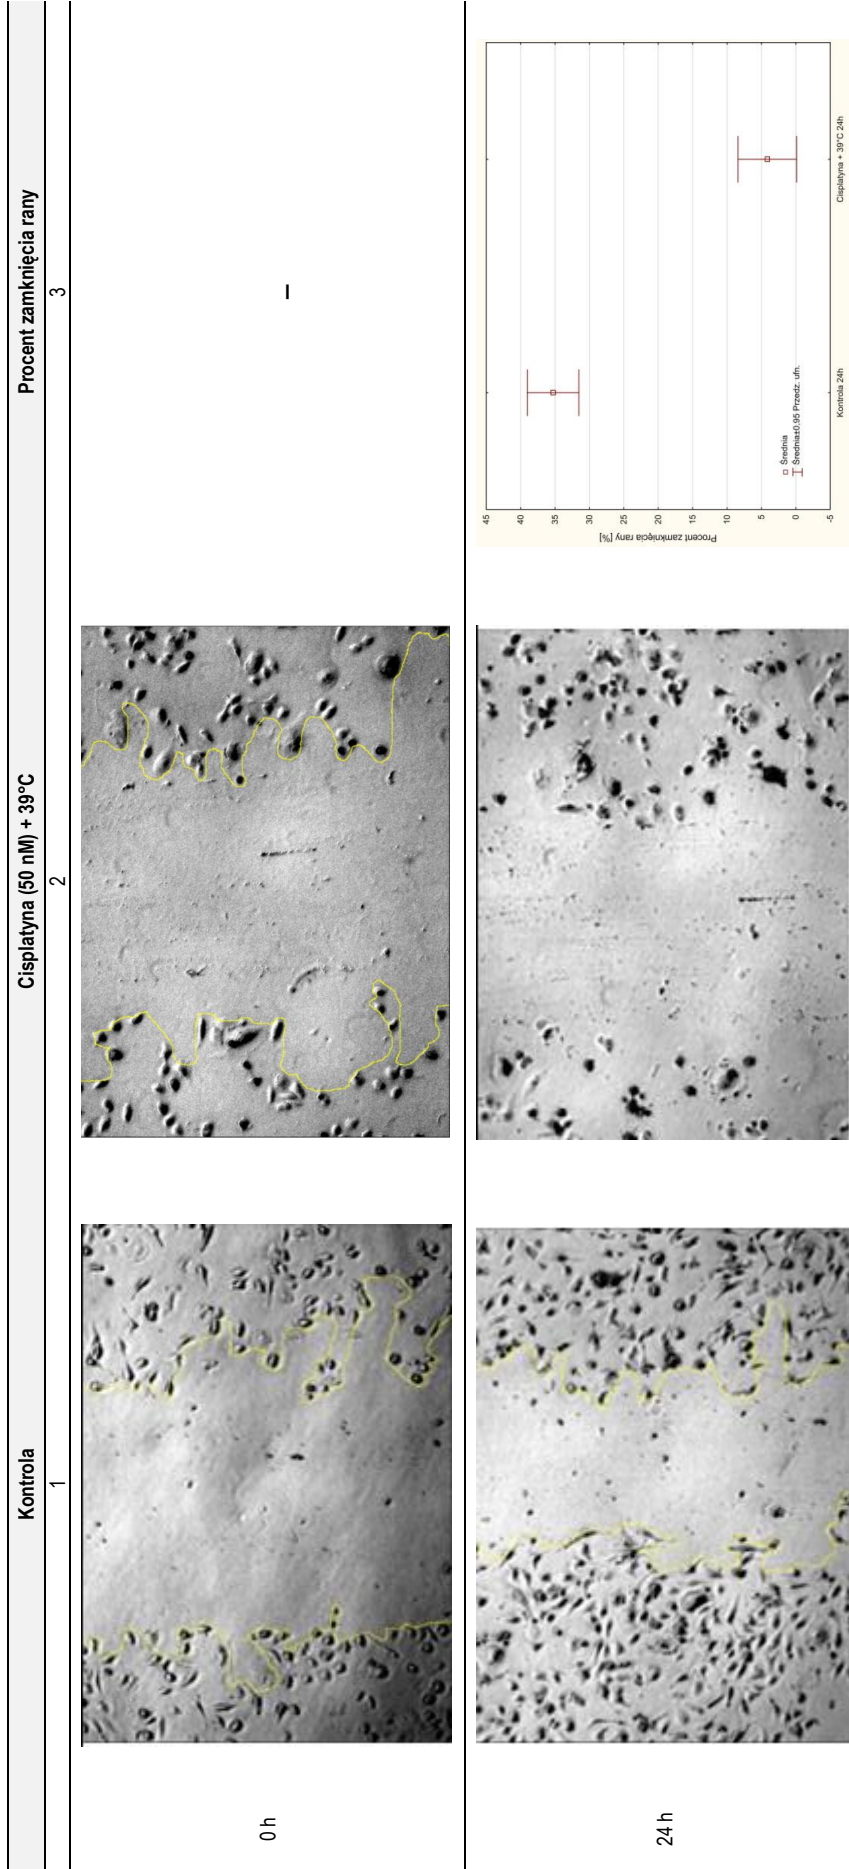 Kontrola
Cisplatyna (50 nM) + 39°C
Procent zamknięcia rany
1
2
3
0 h
–
24 h
Procent zamknięcia rany [%]
45
40
35
30
25
20
15
10
5
0
-5
Średnia
Średnia±0,95 Przedz. ufn.
Kontrola 24h
Cisplatyna + 39°C 24h